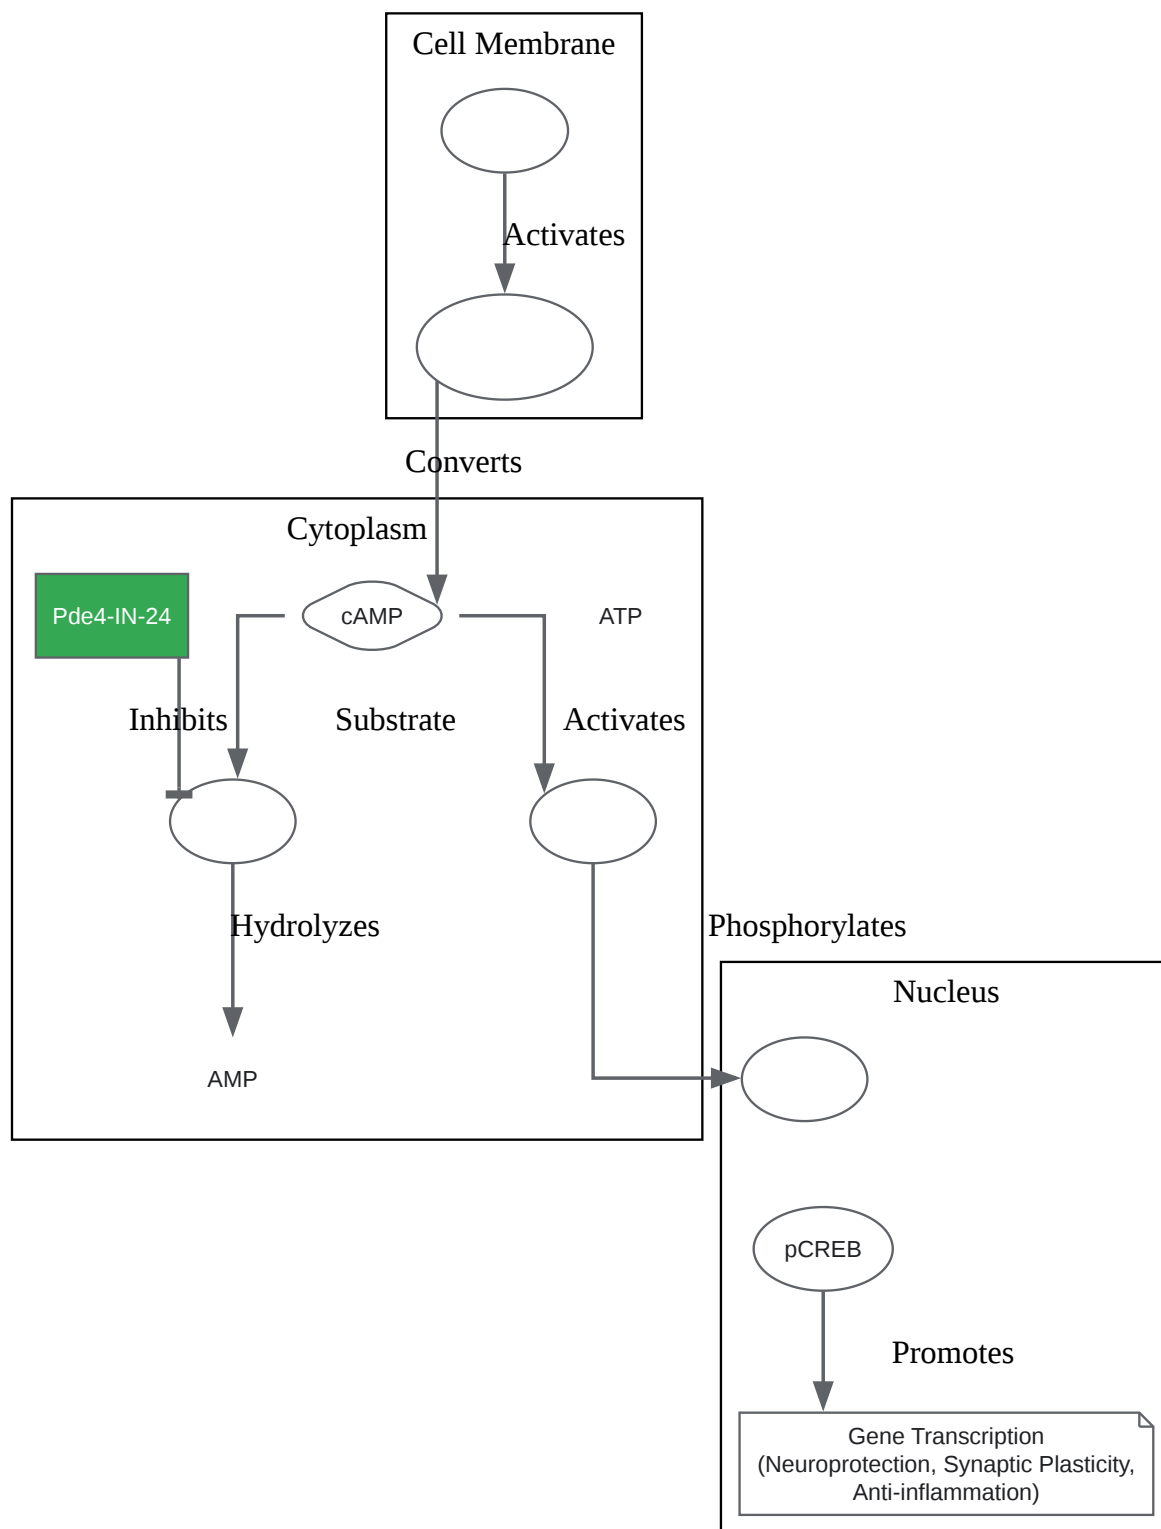 Cell Membrane
Activates
Converts
Cytoplasm
Pde4-IN-24
cAMP
ATP
Inhibits
Substrate
Activates
Hydrolyzes
Phosphorylates
Nucleus
AMP
pCREB
Promotes
Gene Transcription
(Neuroprotection, Synaptic Plasticity,
Anti-inflammation)